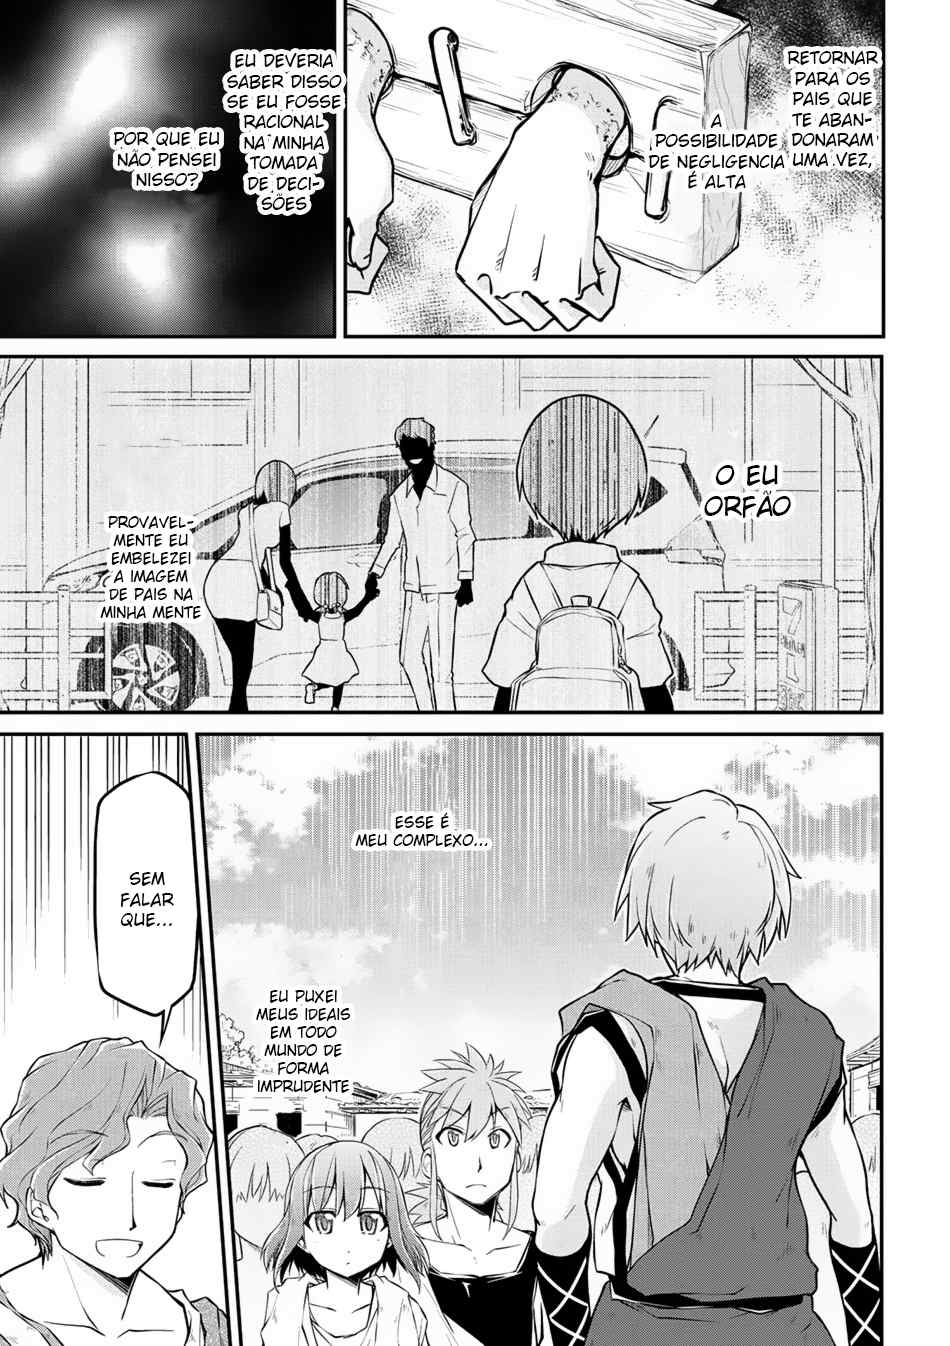 RETORNAR
PARA OS
PAIS QUE
TE ABAN-
DONARAM
UMA VEZ,
A
POSSIBILIDADE
DE NEGLIGENCIA
É ALTA
EU DEVERIA
SABER DISSO
SE EU FOSSE
RACIONAL
NA MINHA
TOMADA
DE DECI-
SÕES
POR QUE EU
NÃO PENSEI
NISSO?
O EU
ORFÃO
PROVAVEL-
MENTE EU
EMBELEZEI
A IMAGEM
DE PAIS NA
MINHA MENTE
ESSE É
MEU COMPLEXO...
EU PUXEI
MEUS IDEAIS
EM TODO
MUNDO DE
FORMA
IMPRUDENTE
SEM
FALAR
QUE...